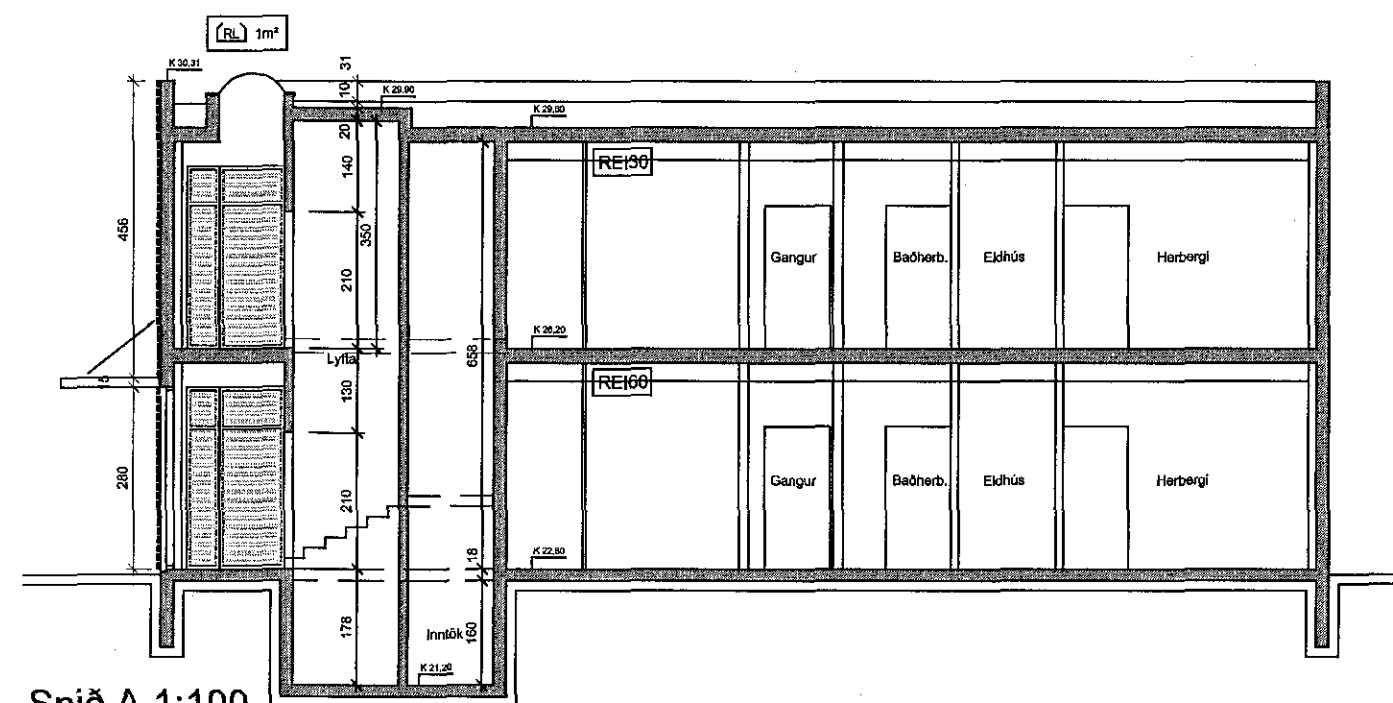 (RL) 1m²
K 30,31
31
10
K 29,90
K 29,80
20
REI30
140
456
350
210
Gangur
Baðherb.
Eldhús
Herbergi
K 26,20
Lyfta
658
15
REI60
130
280
Gangur
Baðherb.
Eldhús
Herbergi
210
18
K 22,80
178
Inntök
160
K 21,20
Snið A 1:100